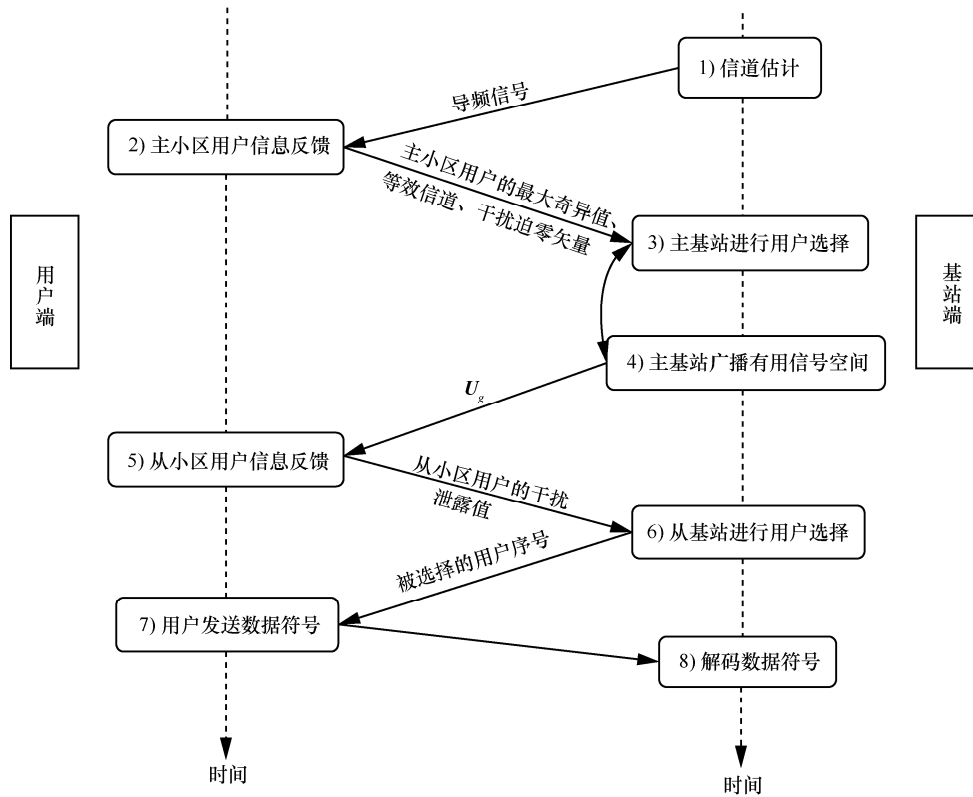 1) 信道估计
导频信号
2) 主小区用户信息反馈
主小区用户的最大奇异值、
等效信道、干扰迫零矢量
3) 主基站进行用户选择
用户端
基站端
4) 主基站广播有用信号空间
Ug
5) 从小区用户信息反馈
从小区用户的干扰
泄露值
6) 从基站进行用户选择
被选择的用户序号
7) 用户发送数据符号
8) 解码数据符号
时间
时间